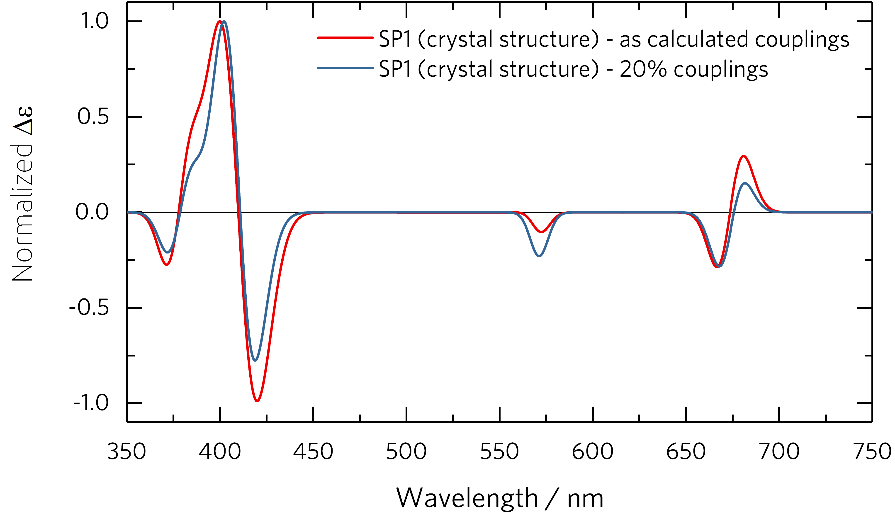 SP1 (crystal structure) - as calculated couplings
SP1 (crystal structure) - 20% couplings
Normalized Δε
1.0
0.5
0.0
-0.5
-1.0
350 400 450 500 550 600 650 700 750
Wavelength / nm